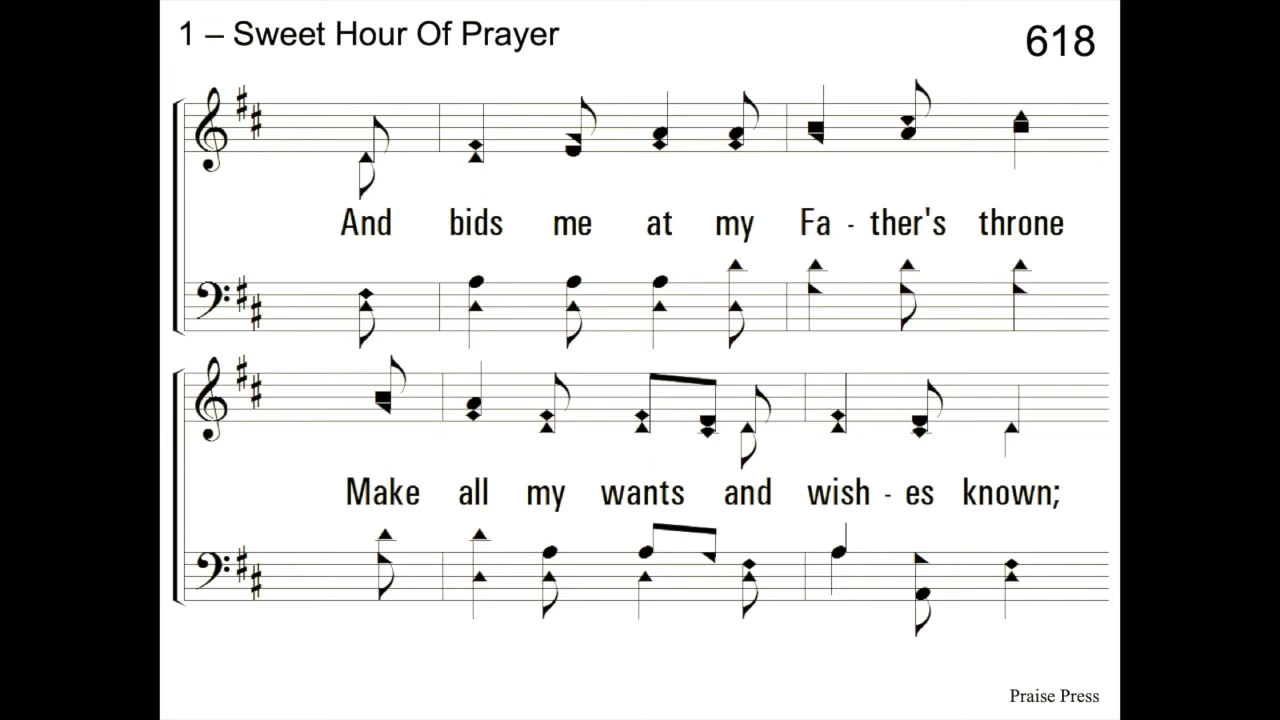 1 – Sweet Hour Of Prayer
618
And bids me at my Fa - ther's throne
Make all my wants and wish - es known;
Praise Press